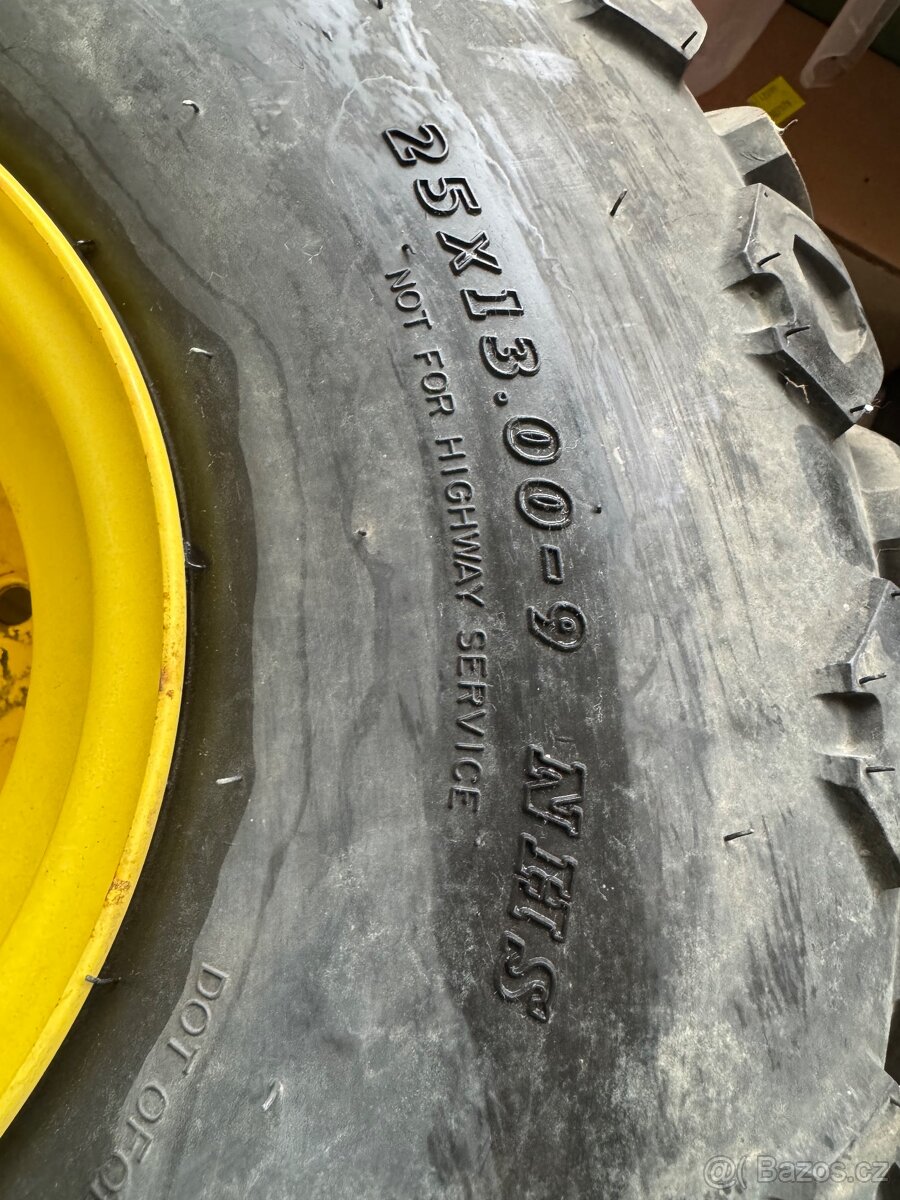 25X13.00-9 NHS
NOT FOR HIGHWAY SERVICE
DOT
@( Bazos.cz